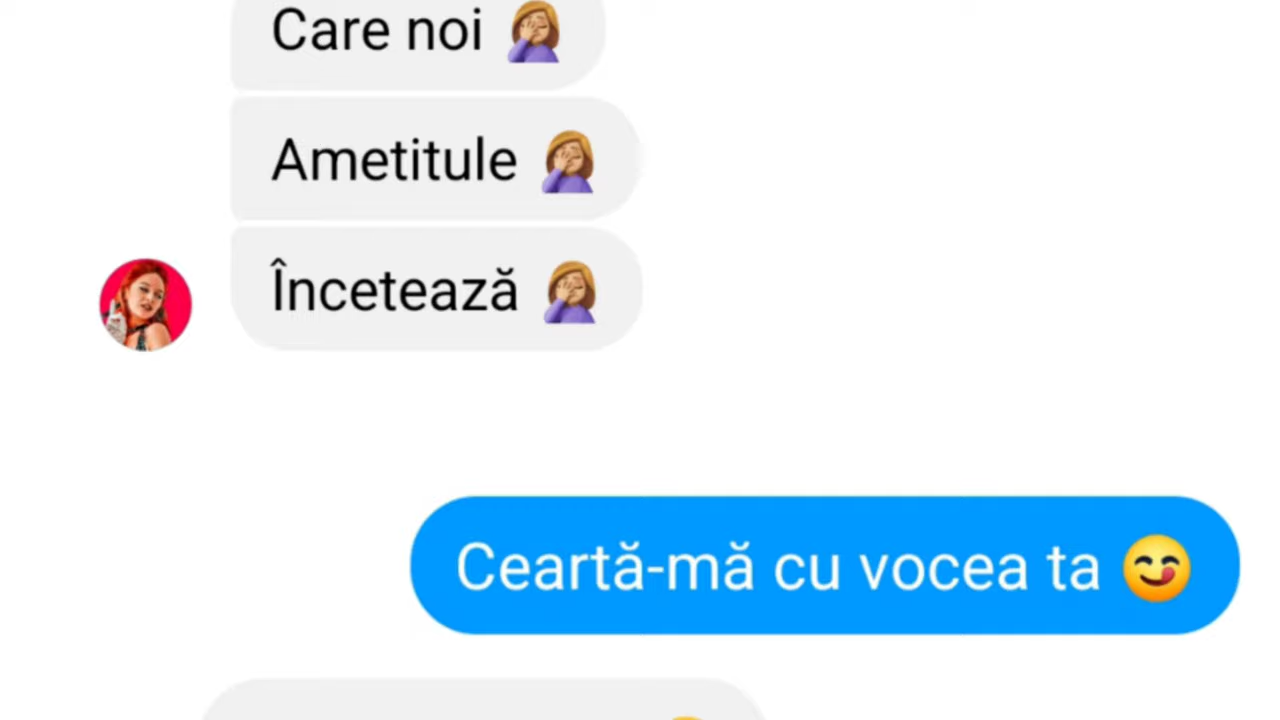 Care noi 🤦🏼‍♀️
Ametitule 🤦🏼‍♀️
Încetează 🤦🏼‍♀️
Ceartă-mă cu vocea ta 😋